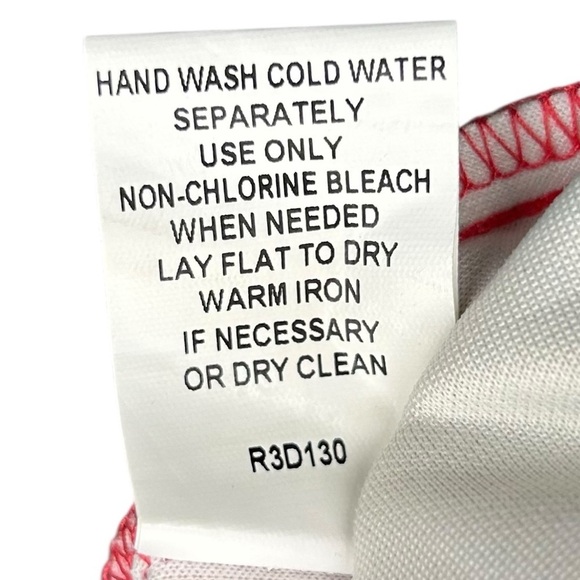 HAND WASH COLD WATER
SEPARATELY
USE ONLY
NON-CHLORINE BLEACH
WHEN NEEDED
LAY FLAT TO DRY
WARM IRON
IF NECESSARY
OR DRY CLEAN
R3D130